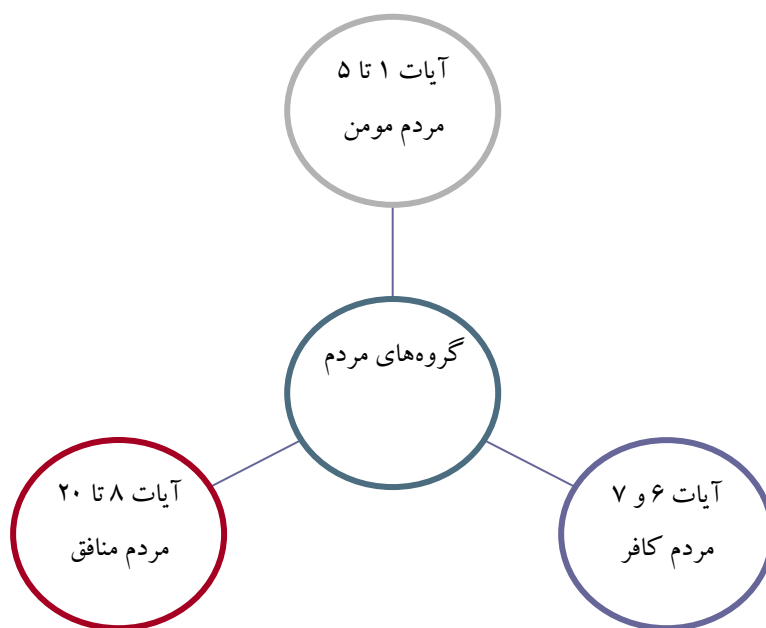 آیات ۱ تا ۵
مردم مومن
گروه‌های مردم
آیات ۶ و ۷
مردم کافر
آیات ۸ تا ۲۰
مردم منافق